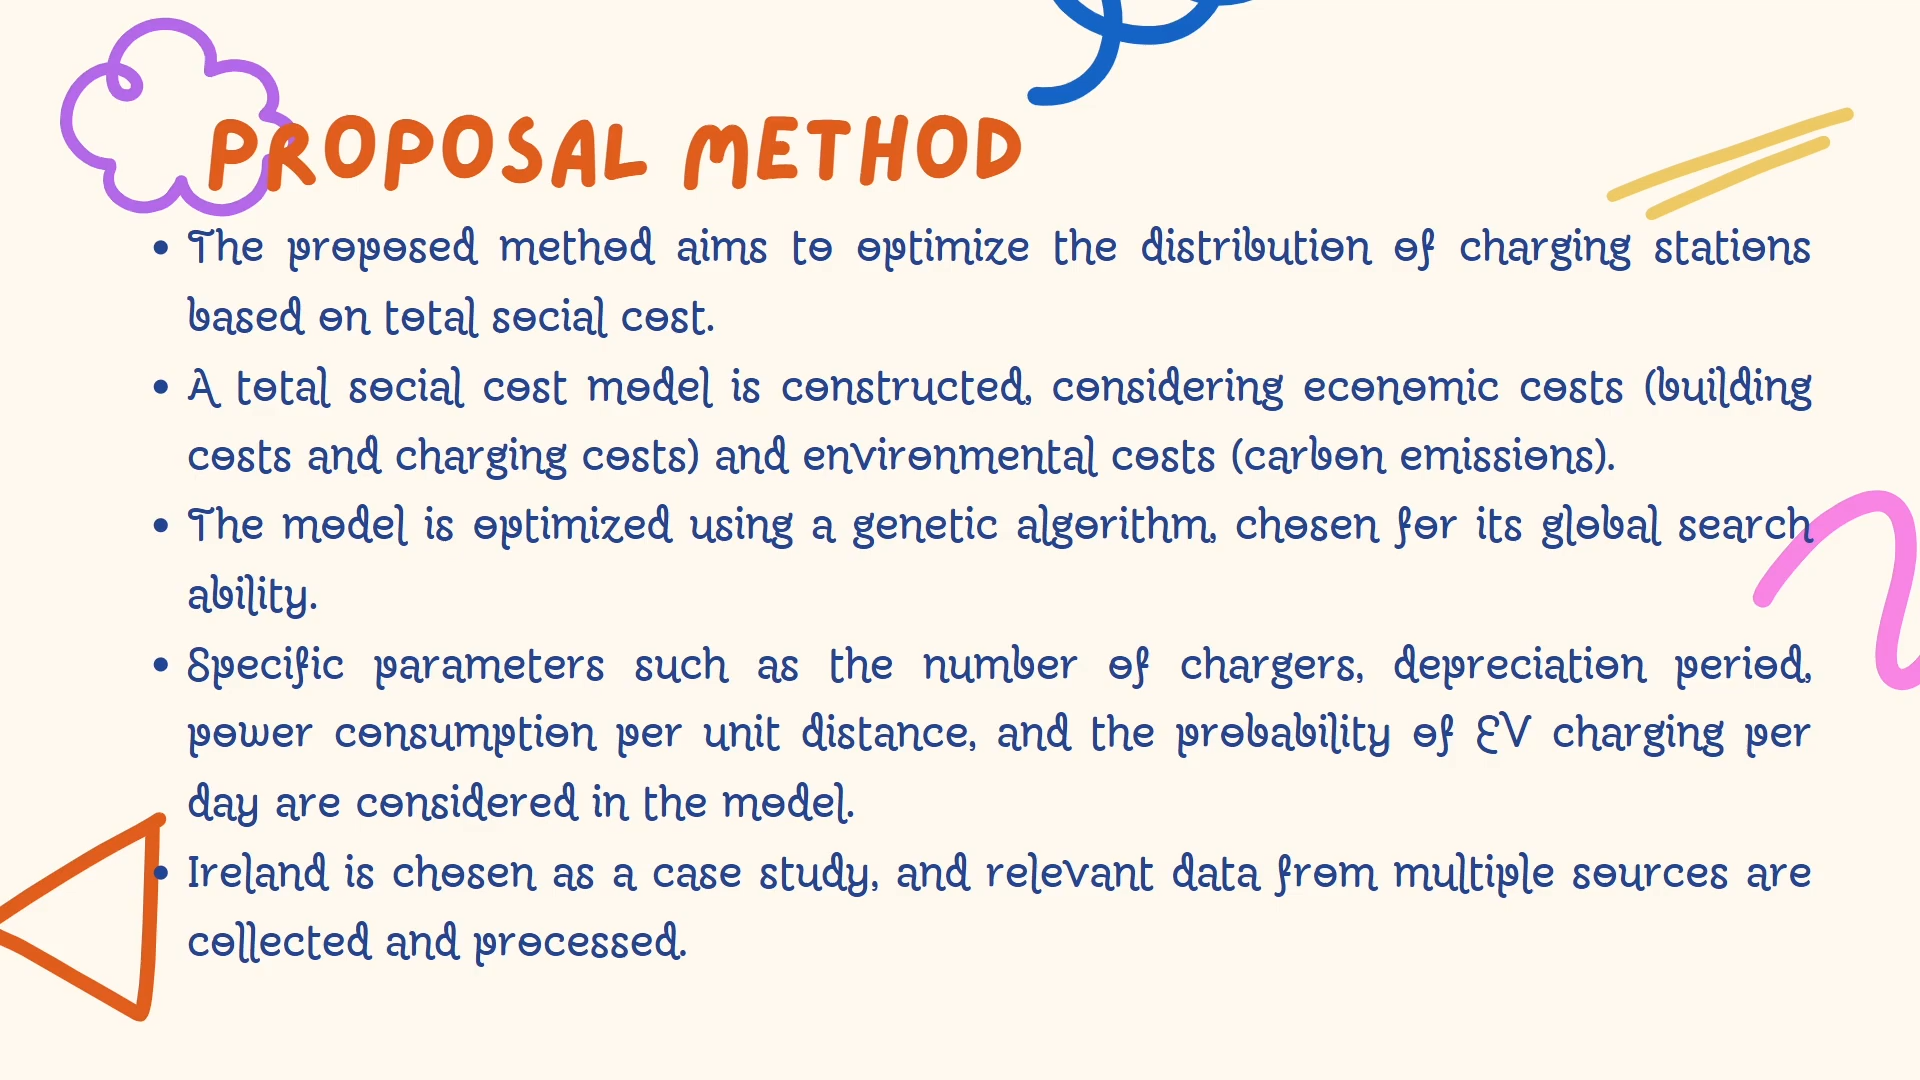 PROPOSAL METHOD
• The proposed method aims to optimize the distribution of charging stations
based on total social cost.
• A total social cost model is constructed, considering economic costs (building
costs and charging costs) and environmental costs (carbon emissions).
• The model is optimized using a genetic algorithm, chosen for its global search
ability.
• Specific parameters such as the number of chargers, depreciation period,
power consumption per unit distance, and the probability of EV charging per
day are considered in the model.
• Ireland is chosen as a case study, and relevant data from multiple sources are
collected and processed.